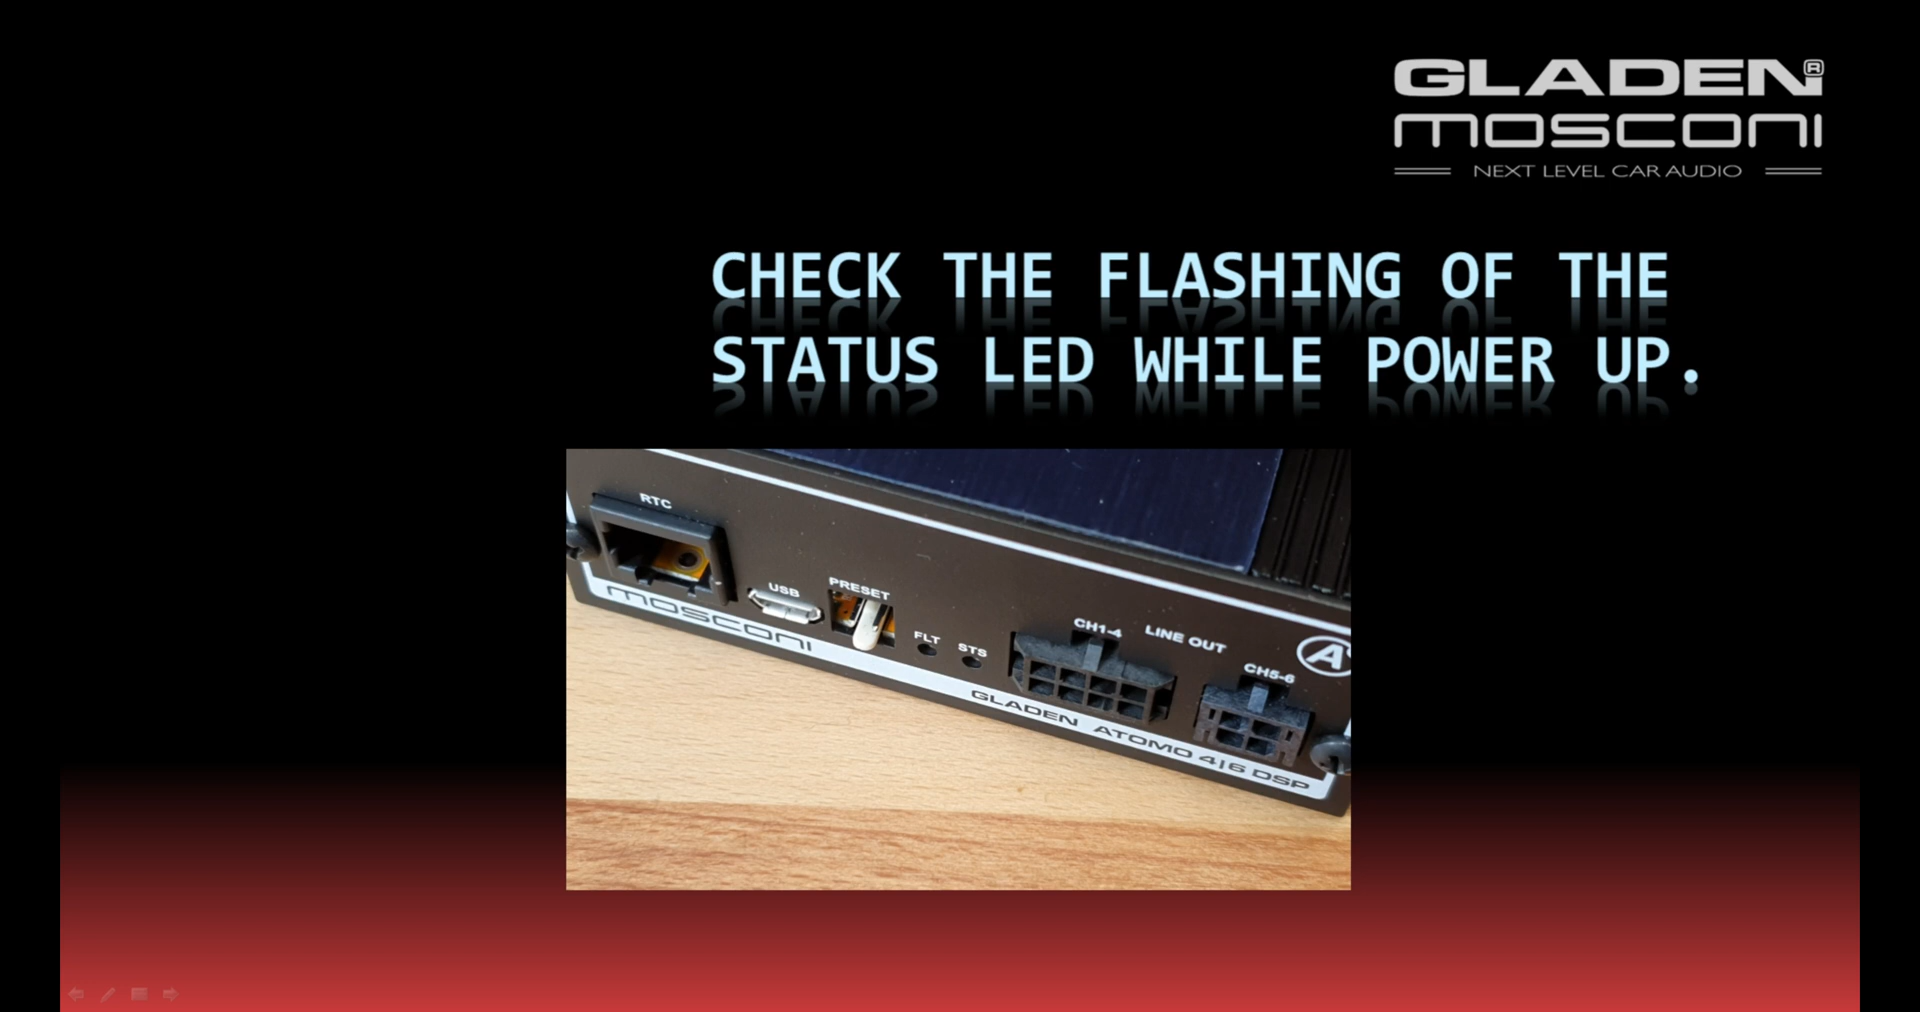 GLADEN®
MOSCONI
NEXT LEVEL CAR AUDIO
CHECK THE FLASHING OF THE
STATUS LED WHILE POWER UP.
RTC
USB
PRESET
FLT
STS
CH1-4
LINE OUT
CH5-6
A
MOSCONI
GLADEN ATOMO 4|6 DSP